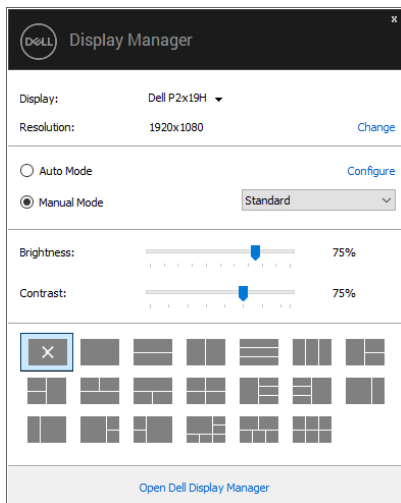 x
DELL Display Manager
Display: Dell P2x19H
Resolution: 1920x1080 Change
Auto Mode Configure
Manual Mode Standard
Brightness: 75%
Contrast: 75%
Open Dell Display Manager